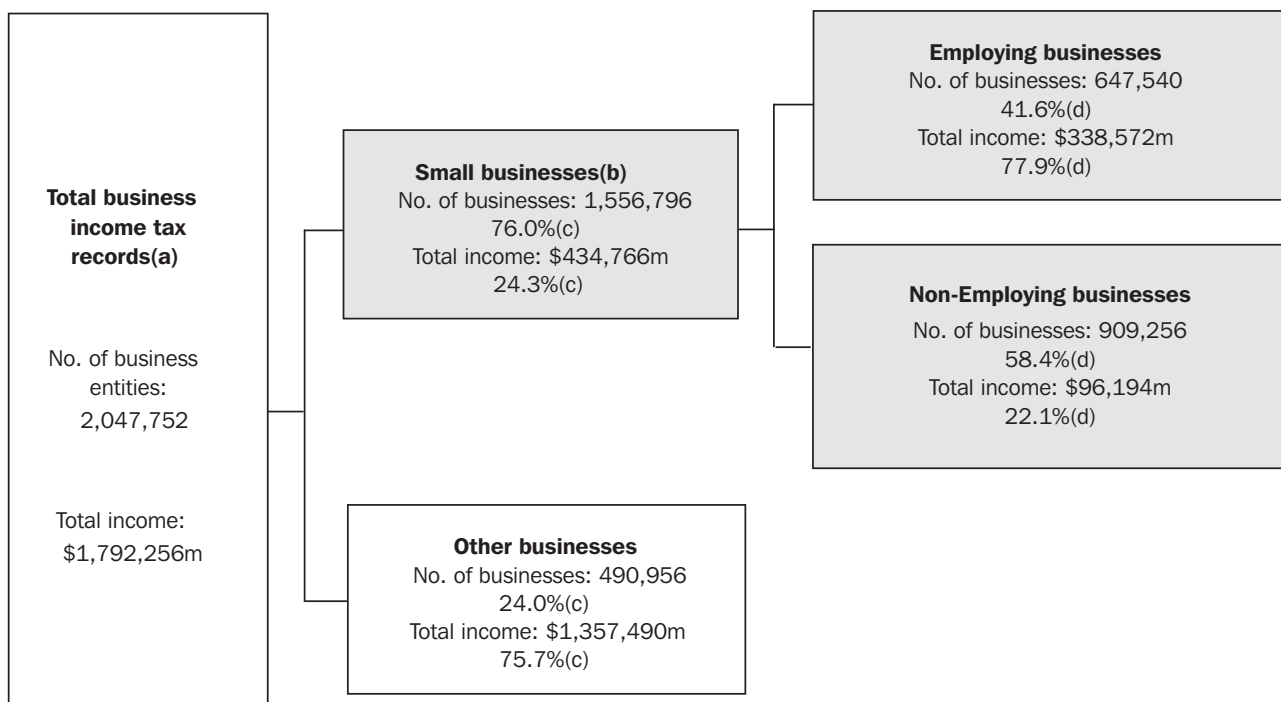 Total business
income tax
records(a)
No. of business
entities:
2,047,752
Total income:
$1,792,256m
Small businesses(b)
No. of businesses: 1,556,796
76.0%(c)
Total income: $434,766m
24.3%(c)
Other businesses
No. of businesses: 490,956
24.0%(c)
Total income: $1,357,490m
75.7%(c)
Employing businesses
No. of businesses: 647,540
41.6%(d)
Total income: $338,572m
77.9%(d)
Non-Employing businesses
No. of businesses: 909,256
58.4%(d)
Total income: $96,194m
22.1%(d)